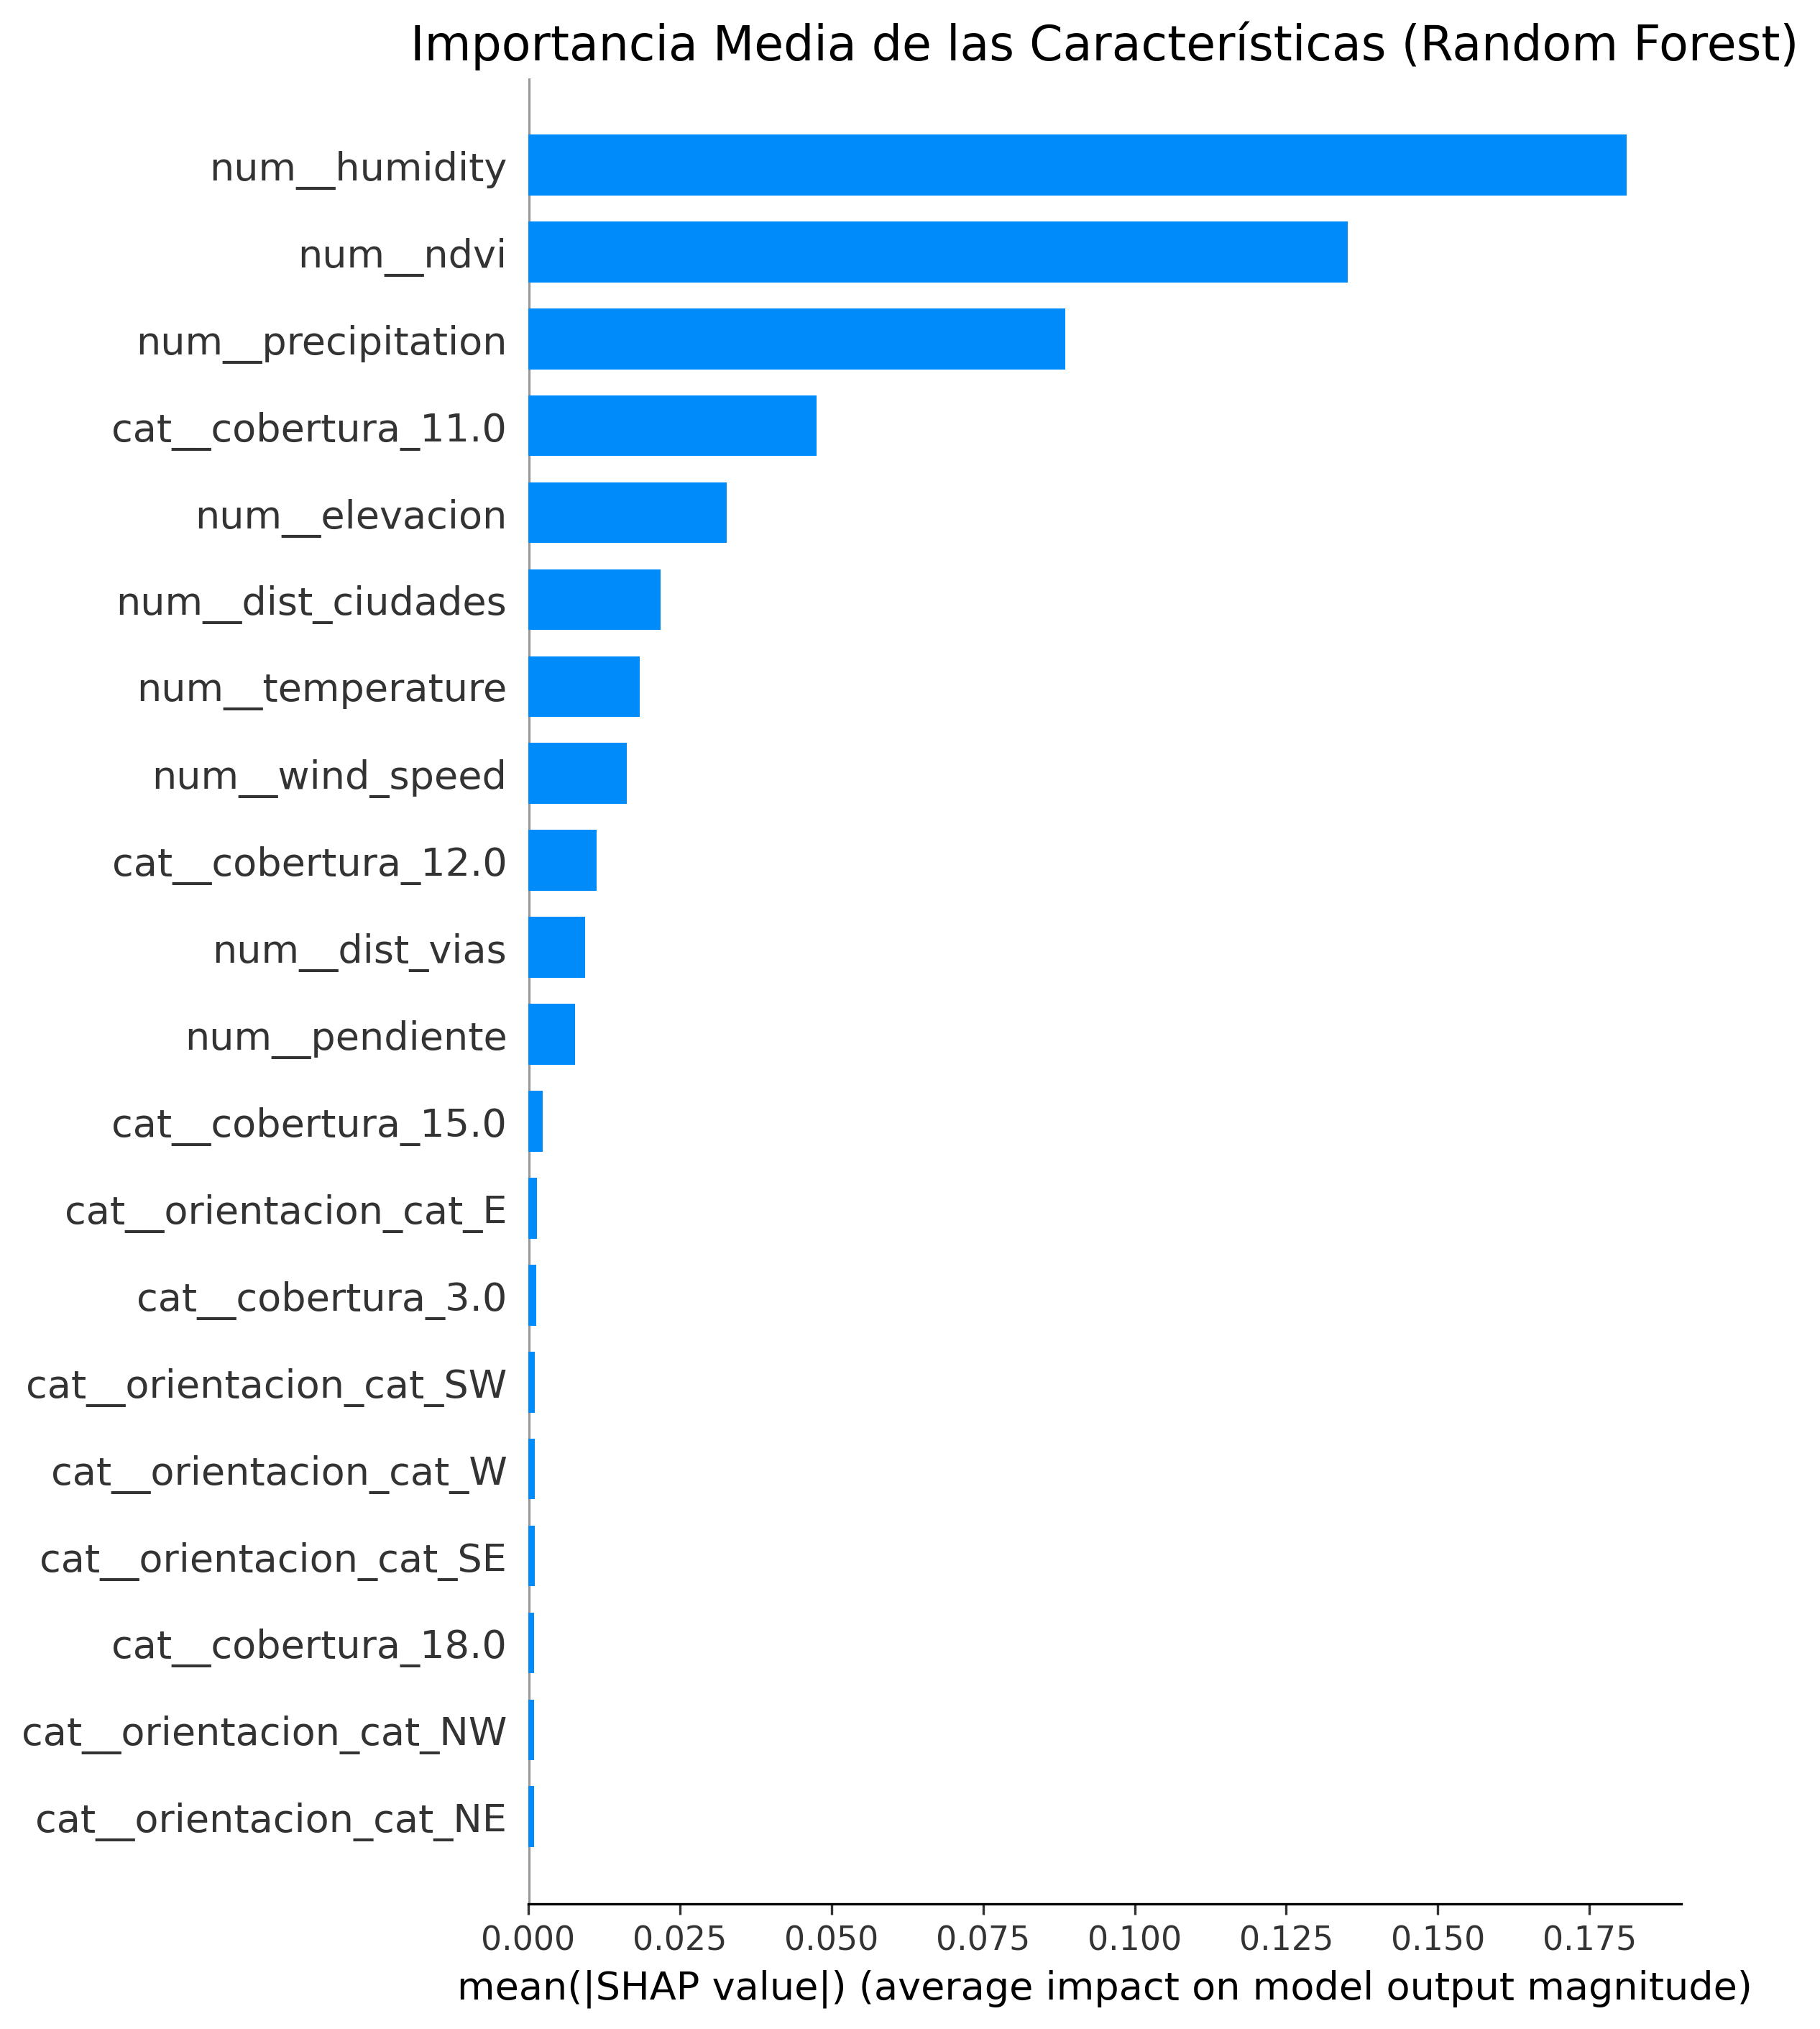 Importancia Media de las Características (Random Forest)
num__humidity
num__ndvi
num__precipitation
cat__cobertura_11.0
num__elevacion
num__dist_ciudades
num__temperature
num__wind_speed
cat__cobertura_12.0
num__dist_vias
num__pendiente
cat__cobertura_15.0
cat__orientacion_cat_E
cat__cobertura_3.0
cat__orientacion_cat_SW
cat__orientacion_cat_W
cat__orientacion_cat_SE
cat__cobertura_18.0
cat__orientacion_cat_NW
cat__orientacion_cat_NE
0.000 0.025 0.050 0.075 0.100 0.125 0.150 0.175
mean(|SHAP value|) (average impact on model output magnitude)